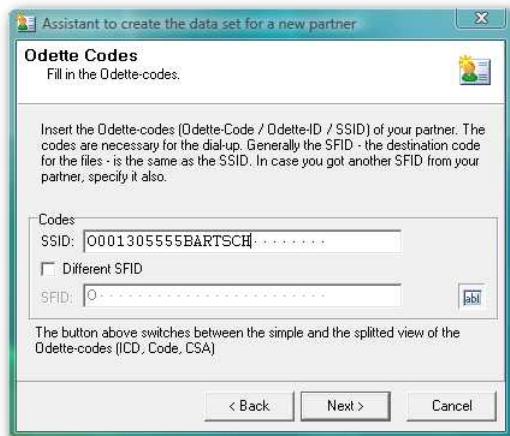 Assistant to create the data set for a new partner
Odette Codes
Fill in the Odette-codes.
Insert the Odette-codes (Odette-Code / Odette-ID / SSID) of your partner. The
codes are necessary for the dial-up. Generally the SFID - the destination code
for the files - is the same as the SSID. In case you got another SFID from your
partner, specify it also.
Codes
SSID: O001305555BARTSCH········
Different SFID
SFID: O························
abl
The button above switches between the simple and the splitted view of the
Odette-codes (ICD, Code, CSA)
< Back Next > Cancel